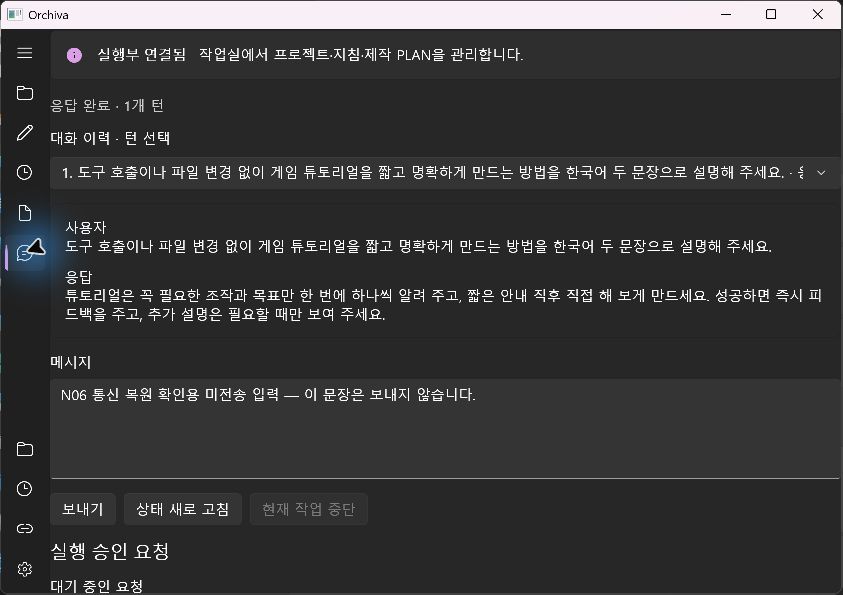 Orchiva
실행부 연결됨 작업실에서 프로젝트·지침·제작 PLAN을 관리합니다.
응답 완료 · 1개 턴
대화 이력 · 턴 선택
1. 도구 호출이나 파일 변경 없이 게임 튜토리얼을 짧고 명확하게 만드는 방법을 한국어 두 문장으로 설명해 주세요. ·
사용자
도구 호출이나 파일 변경 없이 게임 튜토리얼을 짧고 명확하게 만드는 방법을 한국어 두 문장으로 설명해 주세요.
응답
튜토리얼은 꼭 필요한 조작과 목표만 한 번에 하나씩 알려 주고, 짧은 안내 직후 직접 해 보게 만드세요. 성공하면 즉시 피
드백을 주고, 추가 설명은 필요할 때만 보여 주세요.
메시지
N06 통신 복원 확인용 미전송 입력 — 이 문장은 보내지 않습니다.
보내기 상태 새로 고침 현재 작업 중단
실행 승인 요청
대기 중인 요청